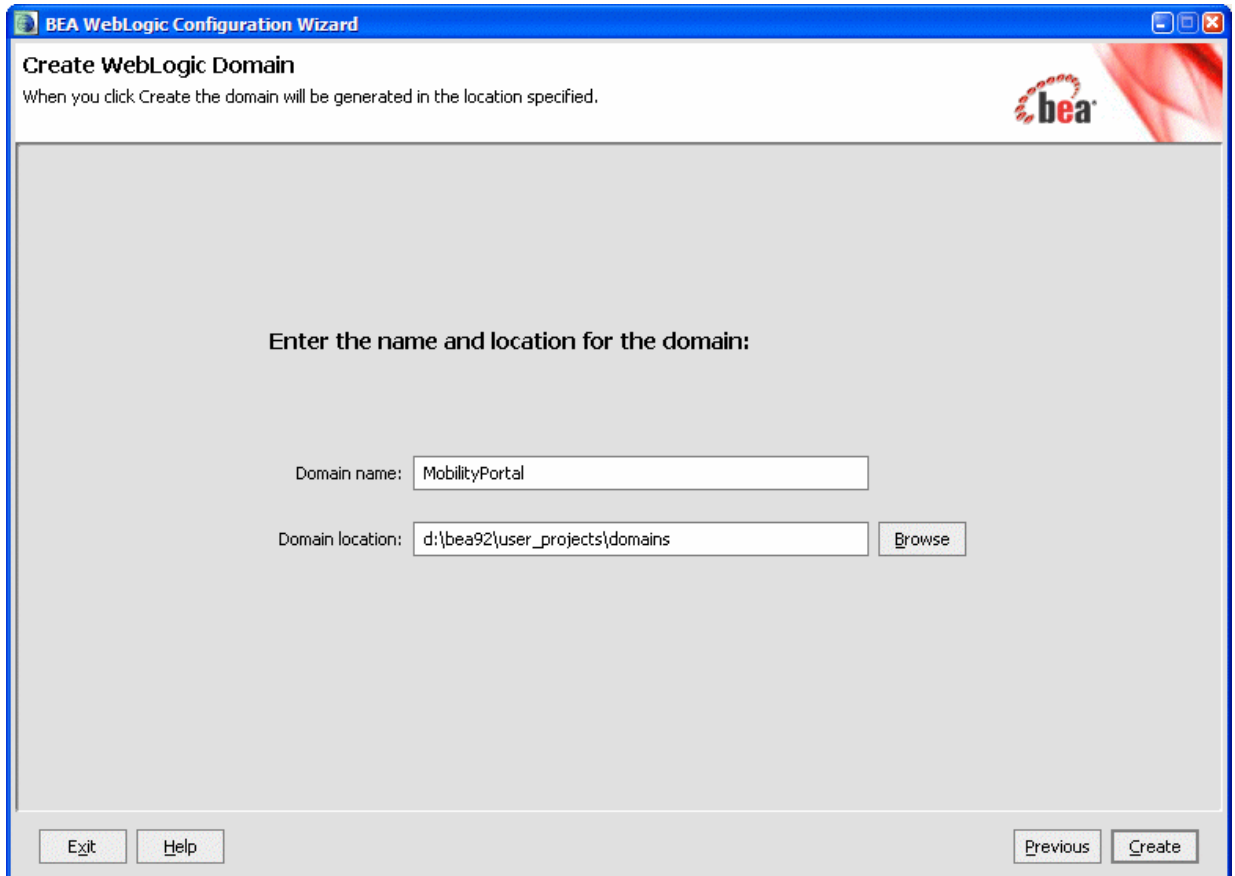 BEA WebLogic Configuration Wizard
Create WebLogic Domain
When you click Create the domain will be generated in the location specified.
bea
Enter the name and location for the domain:
Domain name: MobilityPortal
Domain location: d:\bea92\user_projects\domains Browse
Exit Help Previous Create